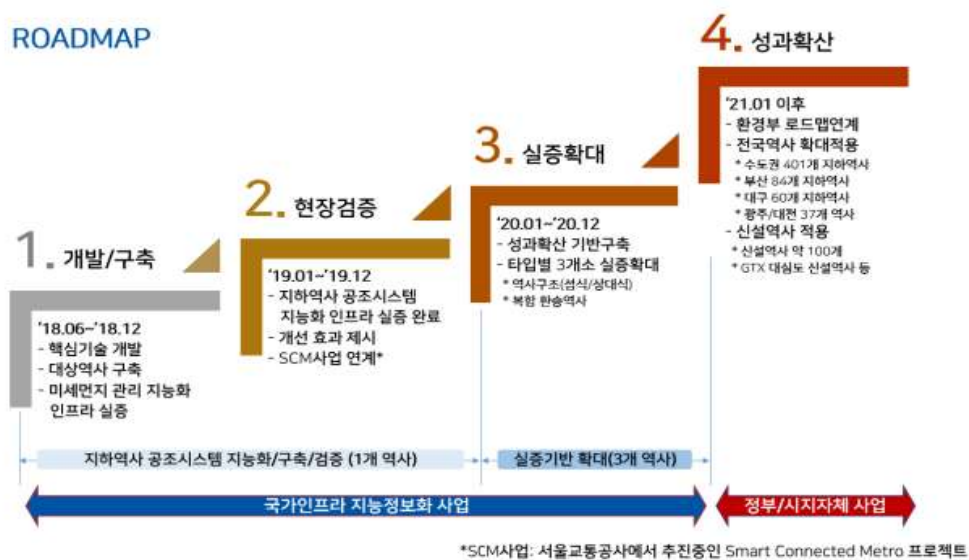 ROADMAP
1. 개발/구축
'18.06~'18.12
- 핵심기술 개발
- 대상역사 구축
- 미세먼지 관리 지능화
인프라 실증
2. 현장검증
'19.01~'19.12
- 지하역사 공조시스템
지능화 인프라 실증 완료
- 개선 효과 제시
- SCM사업 연계*
3. 실증확대
'20.01~'20.12
- 성과확산 기반구축
- 타입별 3개소 실증확대
* 역사구조(섬식/상대식)
* 복합 환승역사
4. 성과확산
'21.01 이후
- 환경부 로드맵연계
- 전국역사 확대적용
* 수도권 401개 지하역사
* 부산 84개 지하역사
* 대구 60개 지하역사
* 광주/대전 37개 역사
- 신설역사 적용
* 신설역사 약 100개
* GTX 대심도 신설역사 등
지하역사 공조시스템 지능화/구축/검증 (1개 역사)
실증기반 확대(3개 역사)
국가인프라 지능정보화 사업
정부/시지자체 사업
*SCM사업: 서울교통공사에서 추진중인 Smart Connected Metro 프로젝트